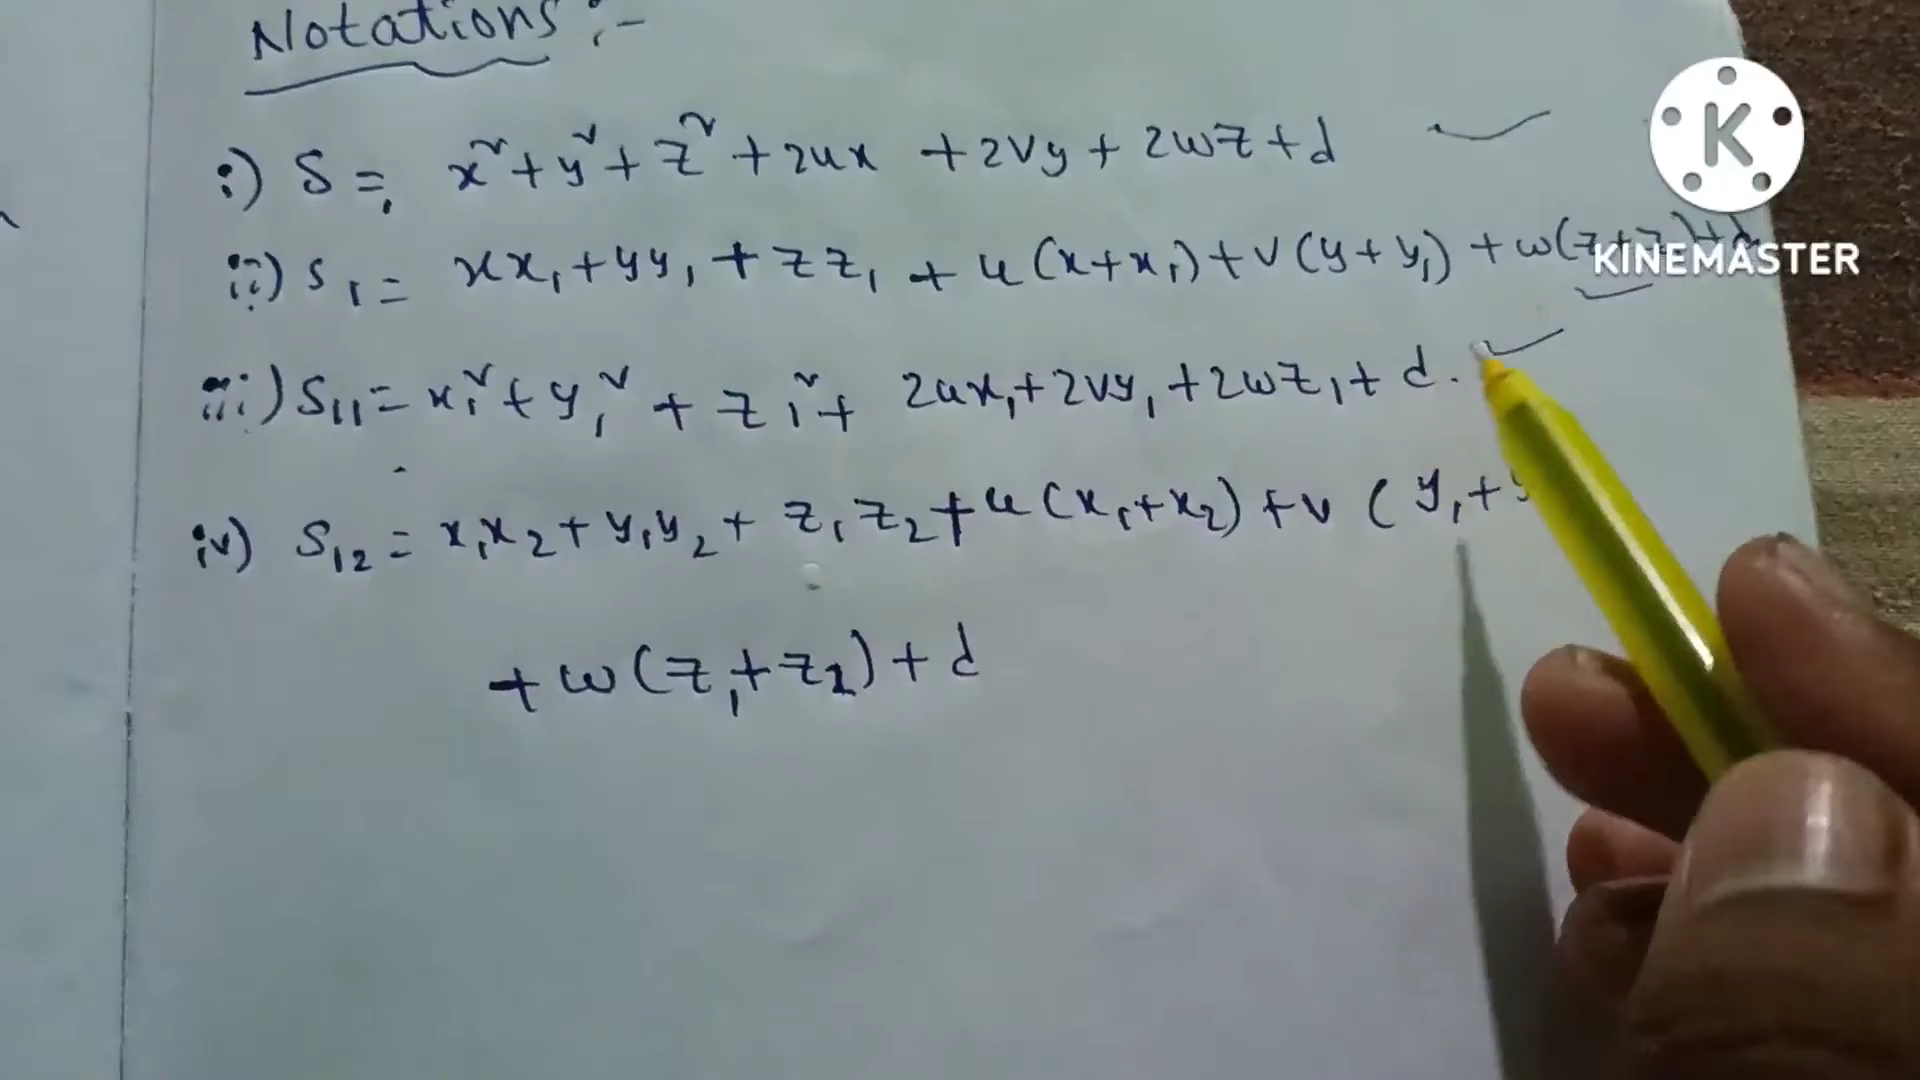 Notations :-
i) S = x² + y² + z² + 2ux + 2vy + 2wz + d
ii) S₁ = xx₁ + yy₁ + zz₁ + u(x+x₁) + v(y+y₁) + w(z+z₁)+d
KINEMASTER
iii) S₁₁ = x₁² + y₁² + z₁² + 2ux₁ + 2vy₁ + 2wz₁ + d.
iv) S₁₂ = x₁x₂ + y₁y₂ + z₁z₂ + u(x₁+x₂) + v(y₁+y
+ w(z₁+z₂) + d